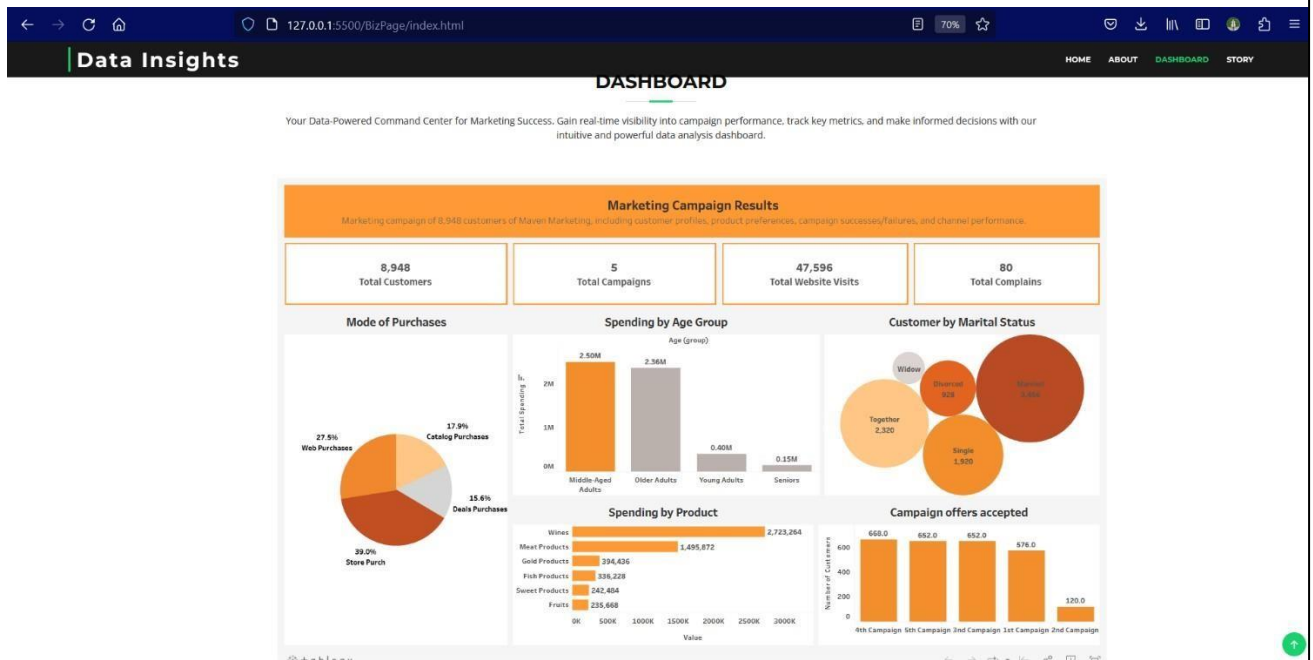 127.0.0.1:5500/BizPage/index.html
70%
Data Insights
HOME ABOUT DASHBOARD STORY
DASHBOARD
Your Data-Powered Command Center for Marketing Success. Gain real-time visibility into campaign performance, track key metrics, and make informed decisions with our
intuitive and powerful data analysis dashboard.
Marketing Campaign Results
Marketing campaign of 8,948 customers of Maven Marketing, including customer profiles, product preferences, campaign successes/failures, and channel performance.
8,948
Total Customers
5
Total Campaigns
47,596
Total Website Visits
80
Total Complains
Mode of Purchases
27.5%
Web Purchases
17.9%
Catalog Purchases
15.6%
Deals Purchases
39.0%
Store Purch
Spending by Age Group
Age (group)
Total Spending
2M
1M
0M
2.50M
2.36M
0.40M
0.15M
Middle-Aged
Adults
Older Adults
Young Adults
Seniors
Customer by Marital Status
Widow
Divorced
928
Married
Together
2,320
Single
1,920
Spending by Product
Wines 2,723,264
Meat Products 1,495,872
Gold Products 394,436
Fish Products 336,228
Sweet Products 242,484
Fruits 235,668
0K 500K 1000K 1500K 2000K 2500K 3000K
Value
Campaign offers accepted
Number of Customers
600
400
200
0
668.0
652.0
652.0
576.0
120.0
4th Campaign 5th Campaign 3nd Campaign 1st Campaign 2nd Campaign